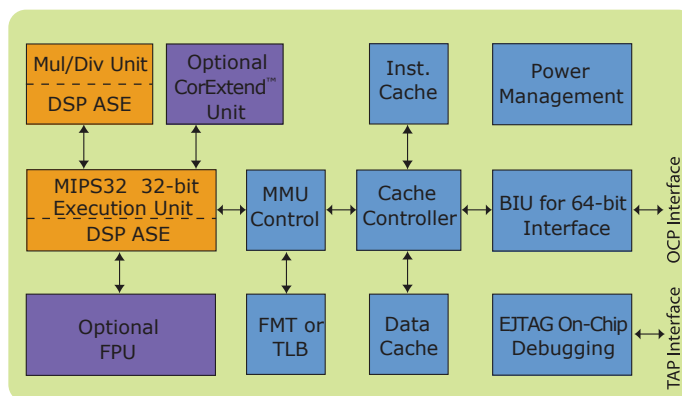 Mul/Div Unit
DSP ASE
Optional
CorExtend™
Unit
Inst.
Cache
Power
Management
MIPS32 32-bit
Execution Unit
DSP ASE
MMU
Control
Cache
Controller
BIU for 64-bit
Interface
OCP Interface
Optional
FPU
FMT or
TLB
Data
Cache
EJTAG On-Chip
Debugging
TAP Interface